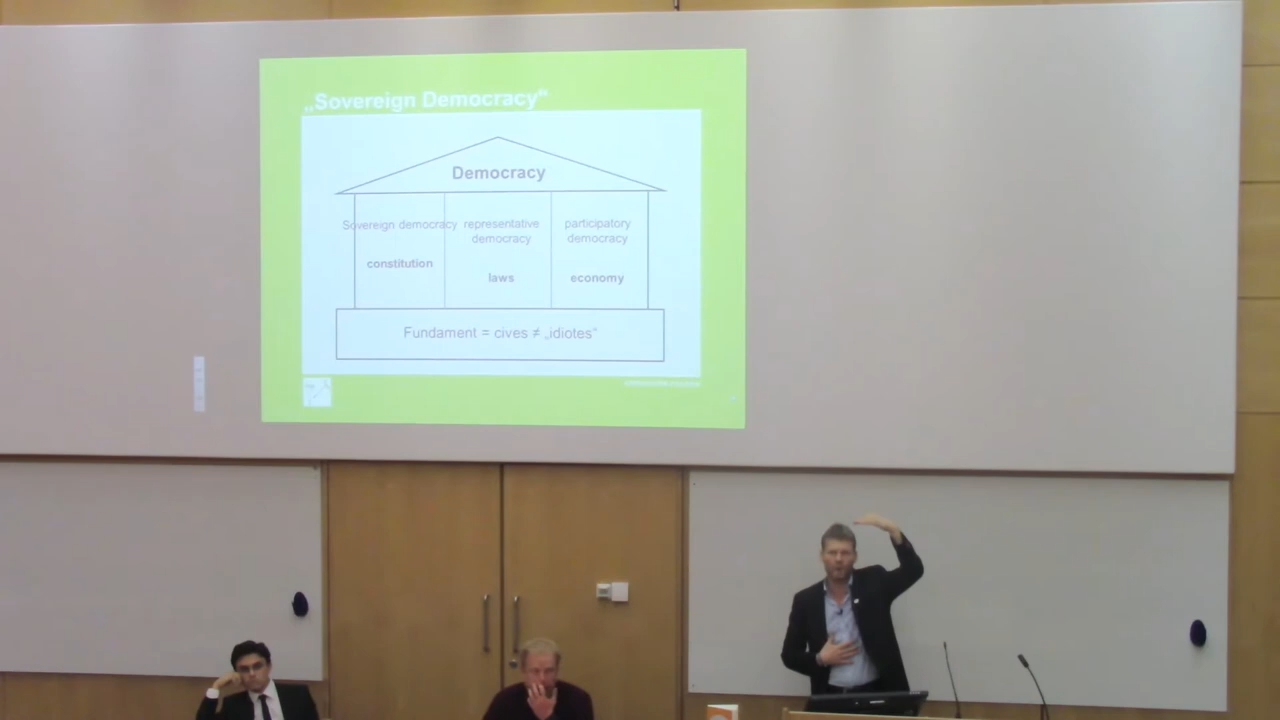 „Sovereign Democracy“
Democracy
Sovereign democracy
representative
democracy
participatory
democracy
constitution
laws
economy
Fundament = cives ≠ „idiotes“